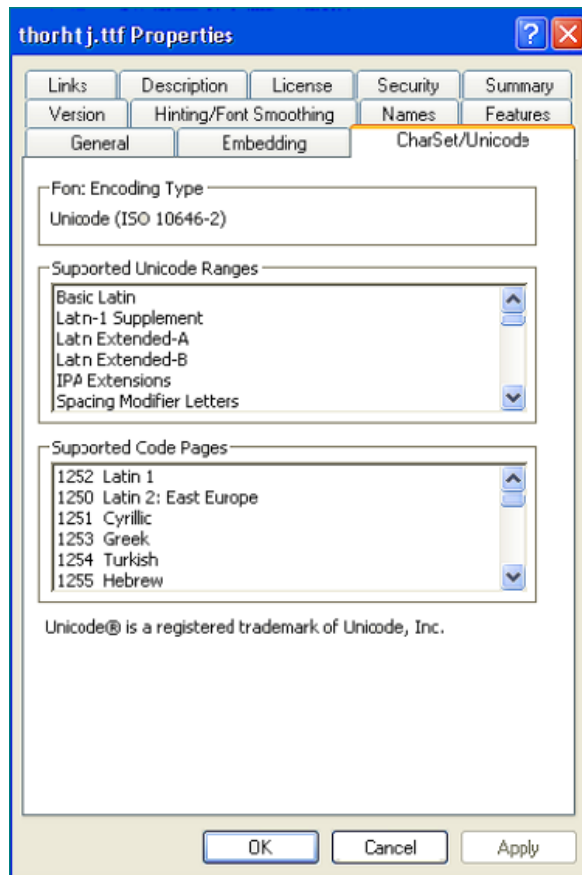 thorhtj.ttf Properties
Links Description License Security Summary
Version Hinting/Font Smoothing Names Features
General Embedding CharSet/Unicode
Font Encoding Type
Unicode (ISO 10646-2)
Supported Unicode Ranges
Basic Latin
Latin-1 Supplement
Latin Extended-A
Latin Extended-B
IPA Extensions
Spacing Modifier Letters
Supported Code Pages
1252 Latin 1
1250 Latin 2: East Europe
1251 Cyrillic
1253 Greek
1254 Turkish
1255 Hebrew
Unicode® is a registered trademark of Unicode, Inc.
OK Cancel Apply